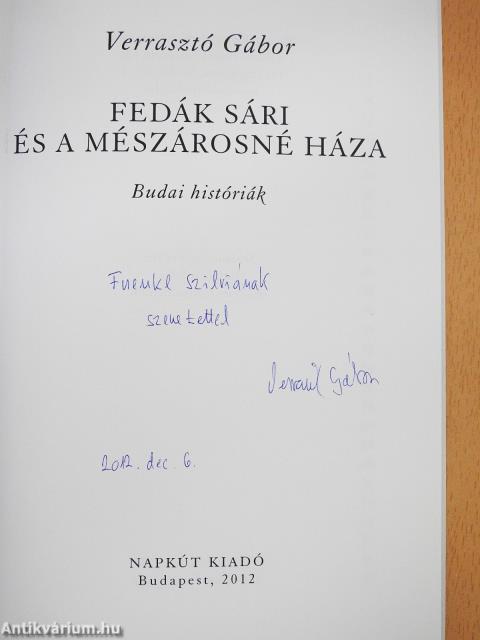 Verrasztó Gábor
FEDÁK SÁRI
ÉS A MÉSZÁROSNÉ HÁZA
Budai históriák
Szilviának
szeretettel
Gábor
2012. dec. 6.
NAPKÚT KIADÓ
Budapest, 2012
Antikvárium.hu